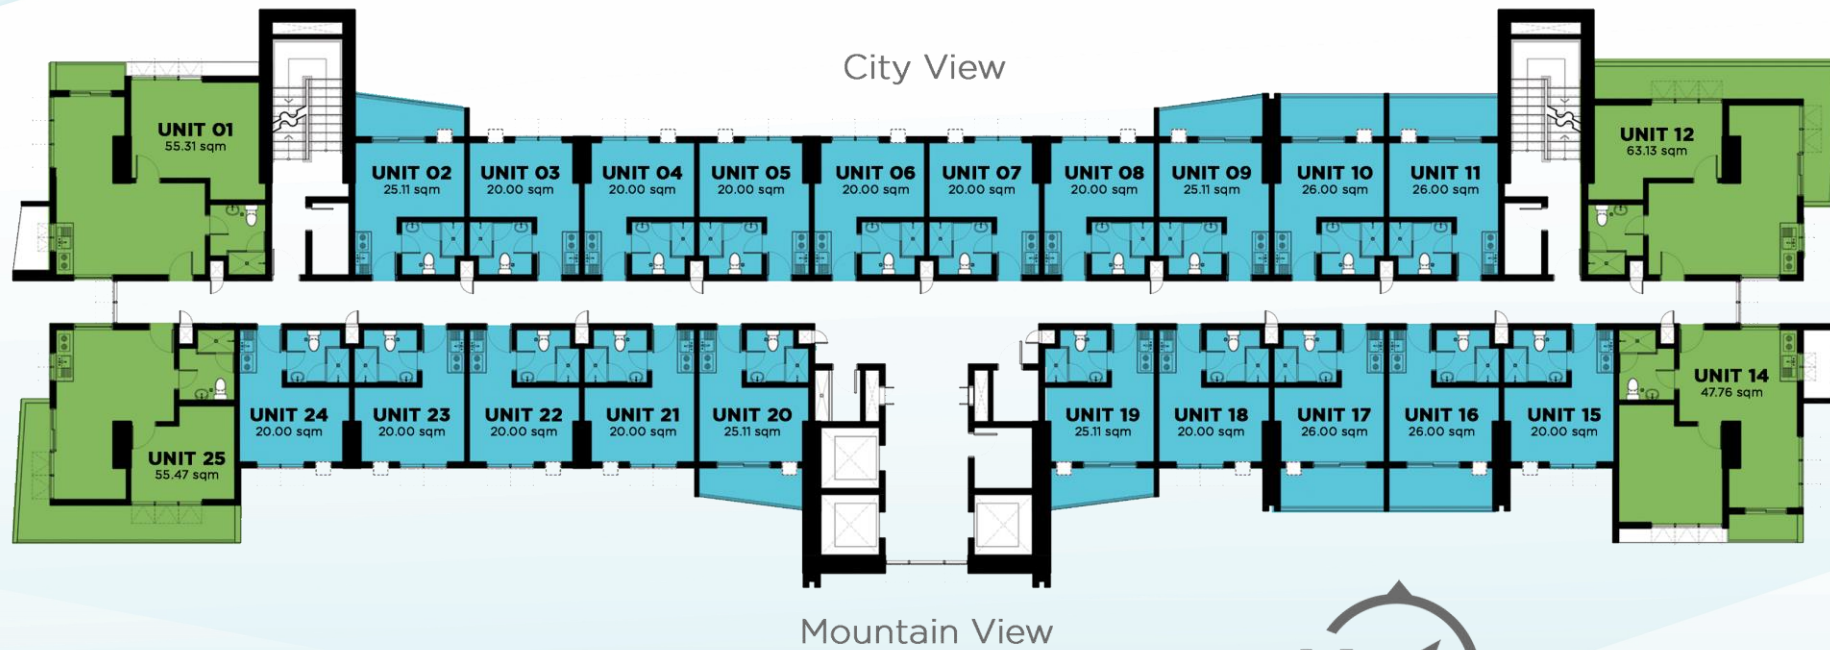 City View
UNIT 01
55.31 sqm
UNIT 02
25.11 sqm
UNIT 03
20.00 sqm
UNIT 04
20.00 sqm
UNIT 05
20.00 sqm
UNIT 06
20.00 sqm
UNIT 07
20.00 sqm
UNIT 08
20.00 sqm
UNIT 09
25.11 sqm
UNIT 10
26.00 sqm
UNIT 11
26.00 sqm
UNIT 12
63.13 sqm
UNIT 24
20.00 sqm
UNIT 23
20.00 sqm
UNIT 22
20.00 sqm
UNIT 21
20.00 sqm
UNIT 20
25.11 sqm
UNIT 19
25.11 sqm
UNIT 18
20.00 sqm
UNIT 17
26.00 sqm
UNIT 16
26.00 sqm
UNIT 15
20.00 sqm
UNIT 14
47.76 sqm
UNIT 25
55.47 sqm
Mountain View